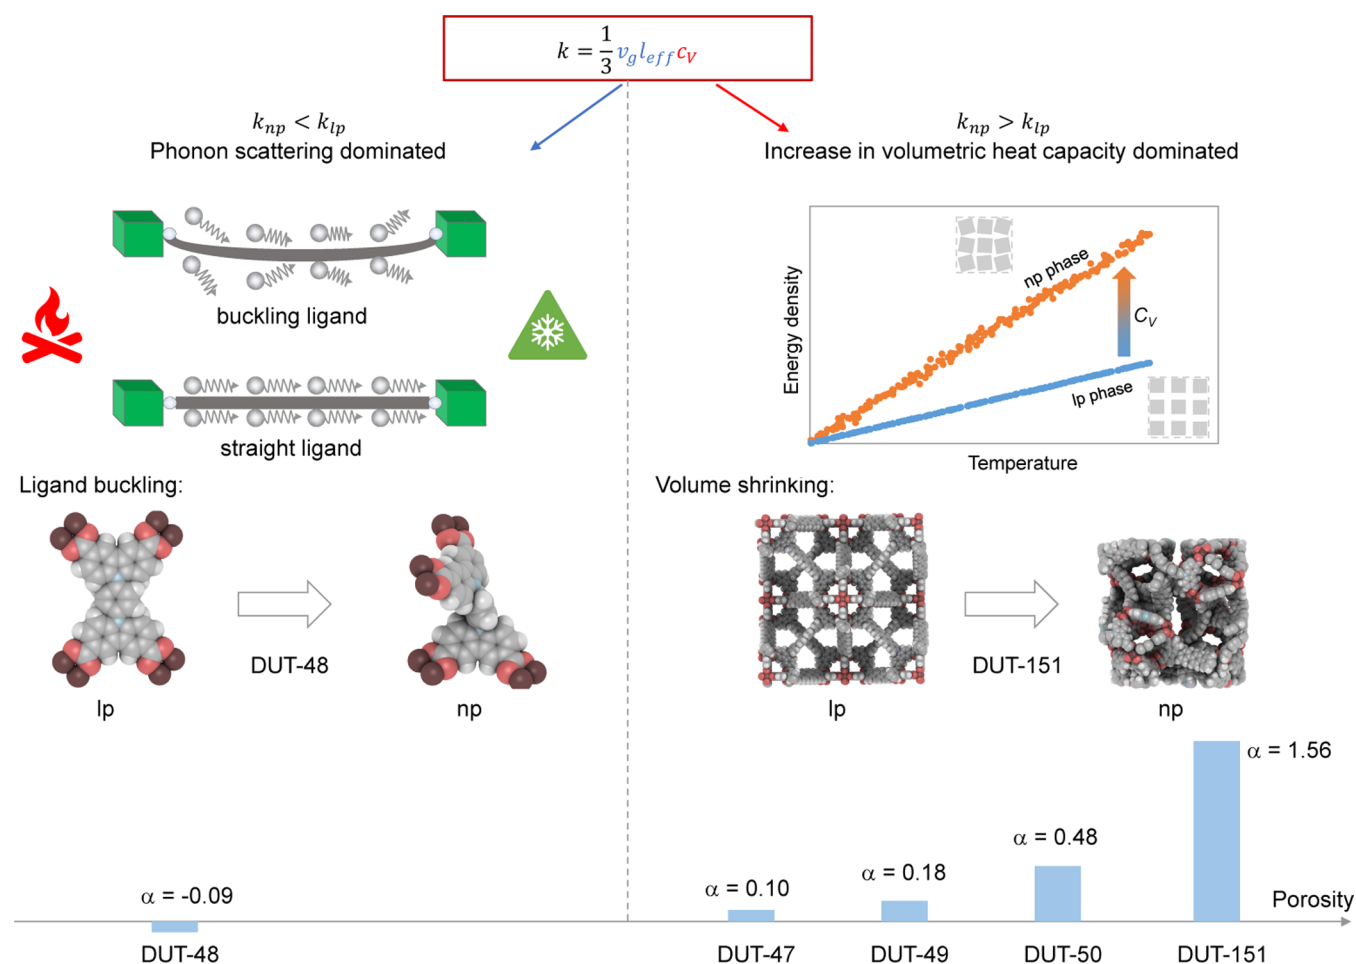 k = 1/3 v_g l_eff c_V
k_np < k_lp
Phonon scattering dominated
buckling ligand
straight ligand
Ligand buckling:
DUT-48
lp
np
k_np > k_lp
Increase in volumetric heat capacity dominated
Energy density
np phase
C_V
lp phase
Temperature
Volume shrinking:
DUT-151
lp
np
α = -0.09
α = 0.10
α = 0.18
α = 0.48
α = 1.56
Porosity
DUT-48
DUT-47
DUT-49
DUT-50
DUT-151